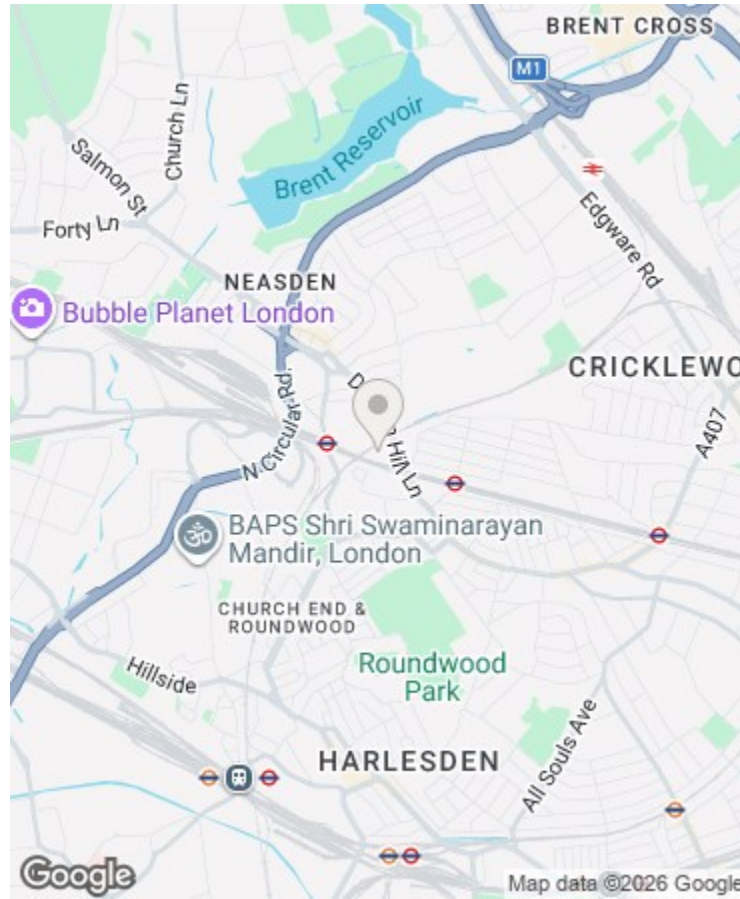 BRENT CROSS
M1
Church Ln
Brent Reservoir
Salmon St
Edgware Rd
Forty Ln
NEASDEN
Bubble Planet London
CRICKLEWO
N Circular Rd.
Hill Ln
A407
BAPS Shri Swaminarayan
Mandir, London
CHURCH END &
ROUNDWOOD
Roundwood
Park
Hillside
All Souls Ave
HARLESDEN
Google
Map data ©2026 Google